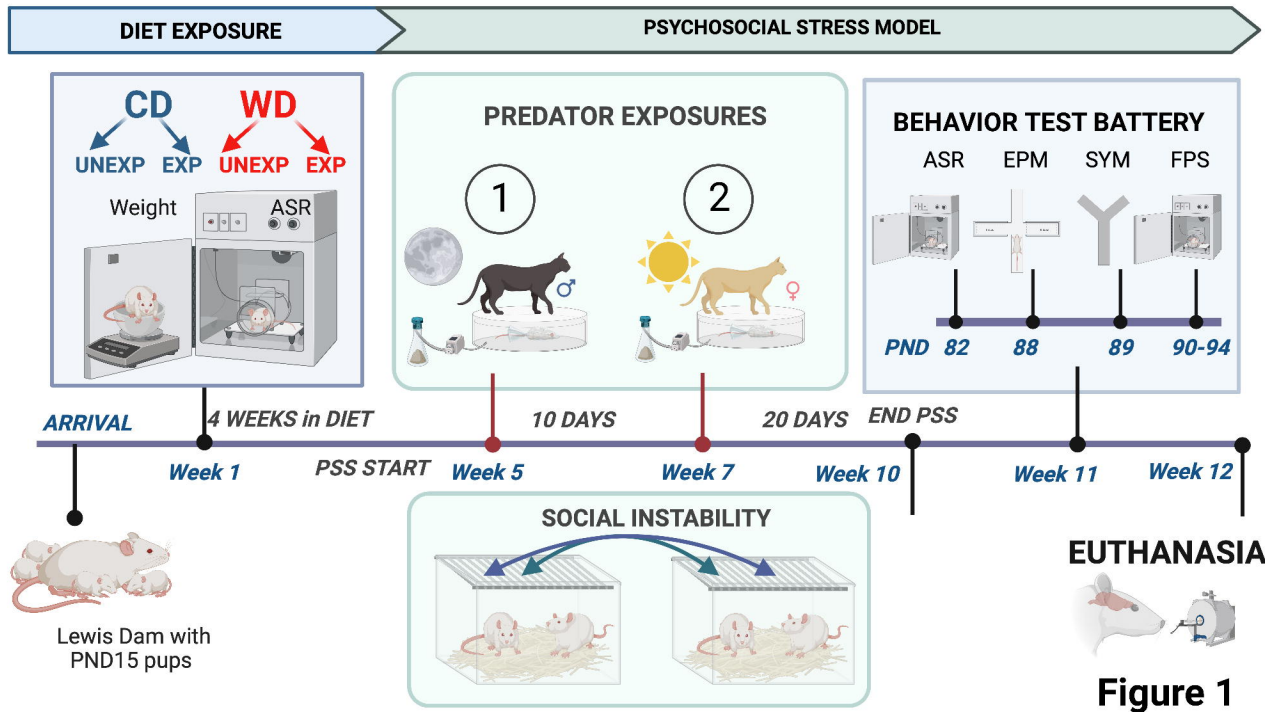 DIET EXPOSURE
PSYCHOSOCIAL STRESS MODEL
CD WD
UNEXP EXP UNEXP EXP
Weight ASR
PREDATOR EXPOSURES
1 2
♂ ♀
BEHAVIOR TEST BATTERY
ASR EPM SYM FPS
PND 82 88 89 90-94
ARRIVAL
4 WEEKS in DIET
10 DAYS
20 DAYS
END PSS
Week 1
PSS START
Week 5
Week 7
Week 10
Week 11
Week 12
SOCIAL INSTABILITY
Lewis Dam with
PND15 pups
EUTHANASIA
Figure 1